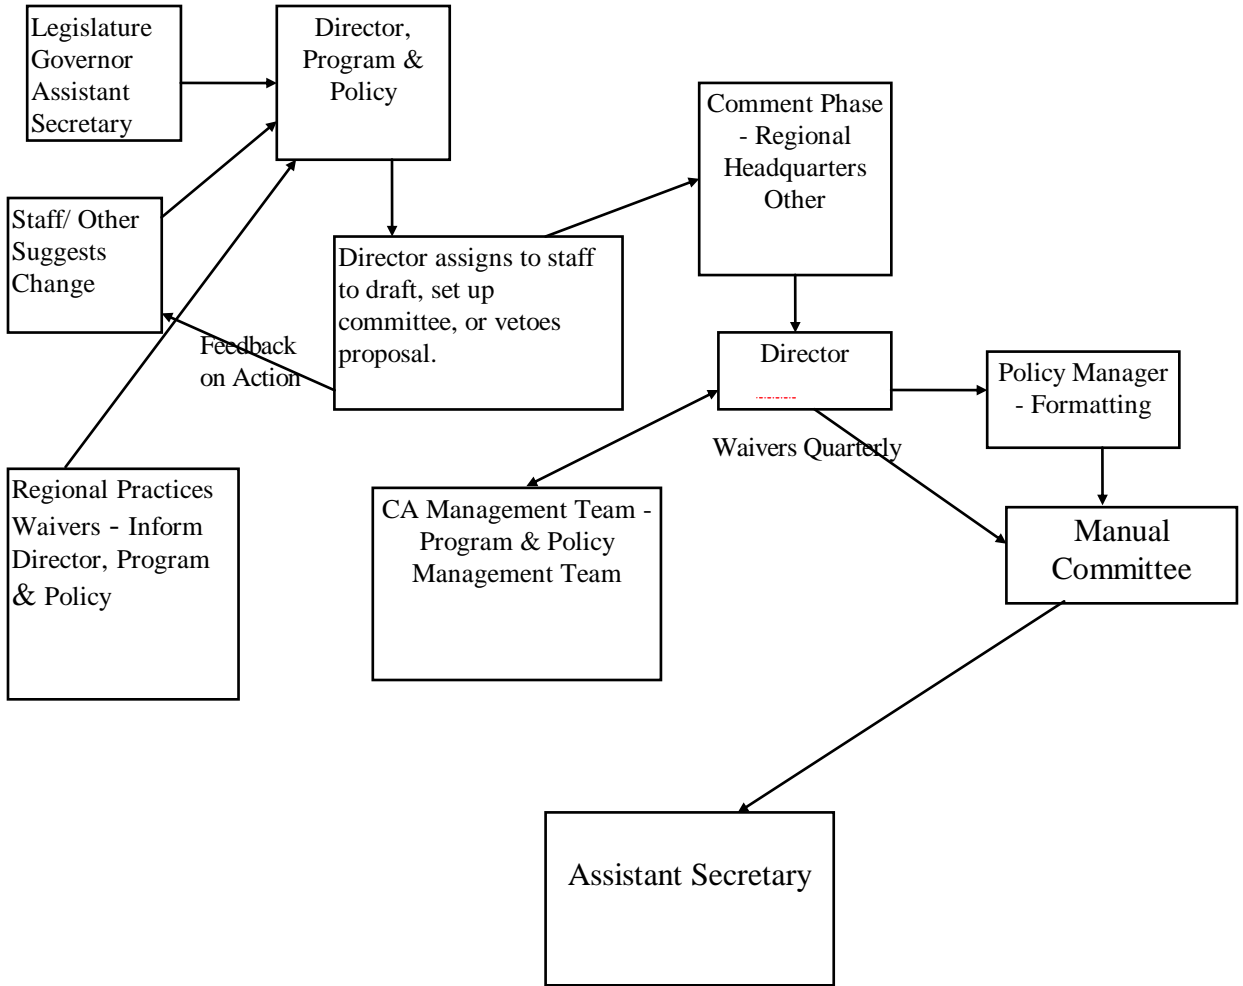 Legislature
Governor
Assistant
Secretary
Director,
Program &
Policy
Comment Phase
- Regional
Headquarters
Other
Staff/ Other
Suggests
Change
Director assigns to staff
to draft, set up
committee, or vetoes
proposal.
Feedback
on Action
Director
Policy Manager
- Formatting
Waivers Quarterly
Regional Practices
Waivers - Inform
Director, Program
& Policy
CA Management Team -
Program & Policy
Management Team
Manual
Committee
Assistant Secretary